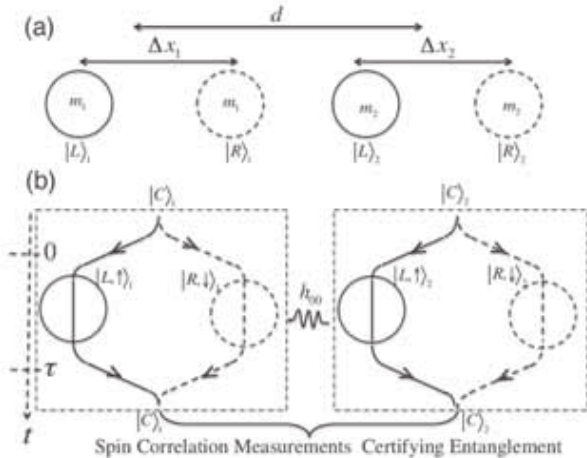 (a)
d
Δx₁ Δx₂
m₁ m₁ m₂ m₂
|L⟩₁ |R⟩₁ |L⟩₂ |R⟩₂
(b)
|C⟩₁ |C⟩₂
0
|L,↑⟩₁ |R,↓⟩₁ h₀₀ |L,↑⟩₂ |R,↓⟩₂
τ
t
|C⟩₁ |C⟩₂
Spin Correlation Measurements Certifying Entanglement